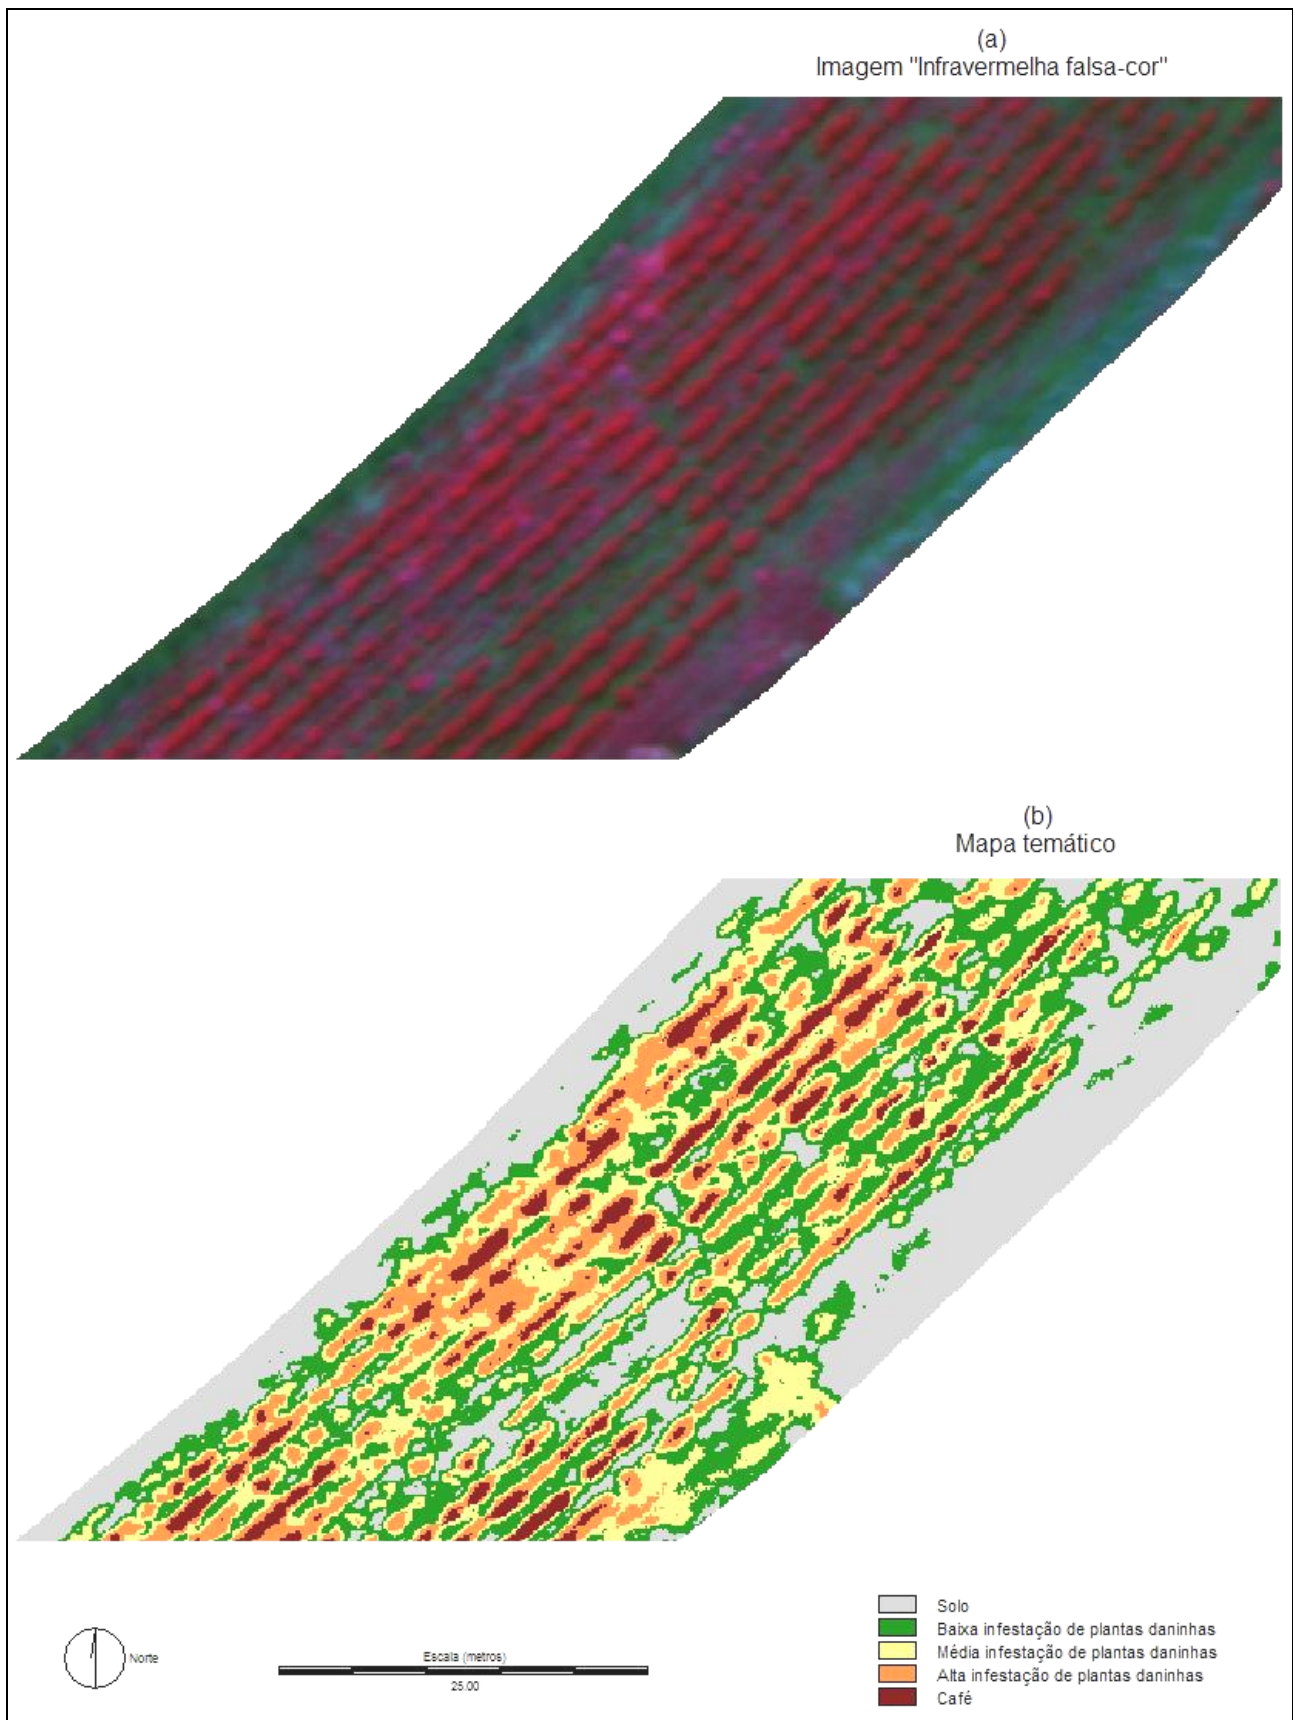 (a)
Imagem "Infravermelha falsa-cor"
(b)
Mapa temático
Norte
Escala (metros)
25.00
Solo
Baixa infestação de plantas daninhas
Média infestação de plantas daninhas
Alta infestação de plantas daninhas
Café